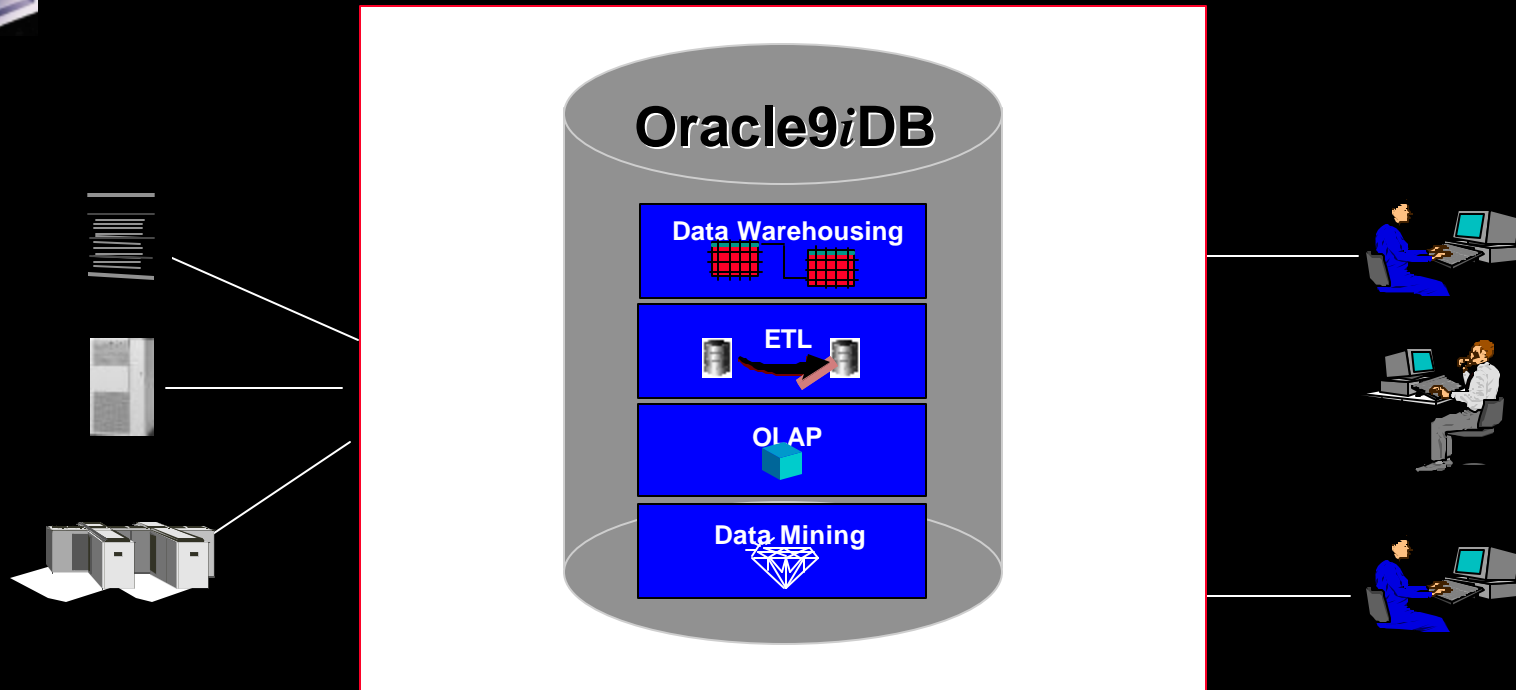 Oracle9iDB
Data Warehousing
ETL
OLAP
Data Mining